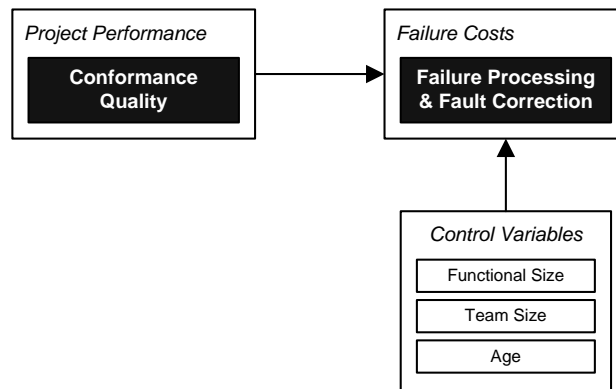 Project Performance
Conformance
Quality
Failure Costs
Failure Processing
& Fault Correction
Control Variables
Functional Size
Team Size
Age